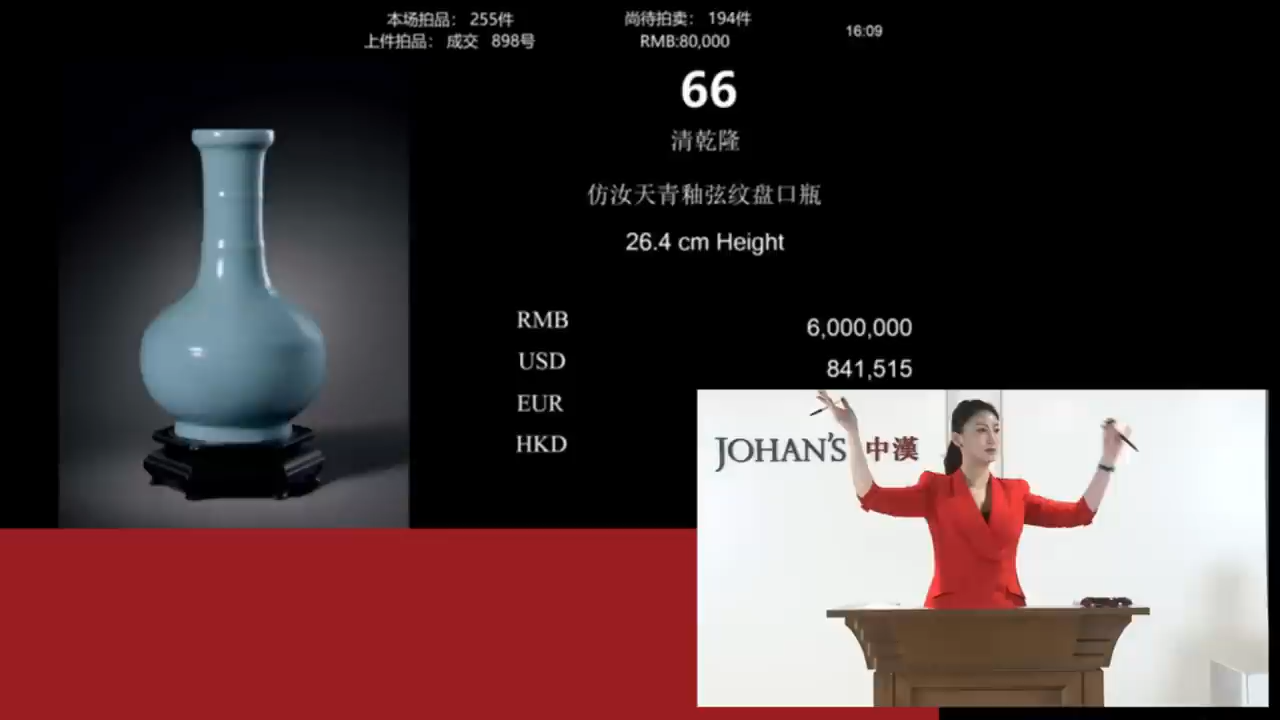 本场拍品： 255件
上件拍品： 成交 898号
尚待拍卖： 194件
RMB:80,000
16:09
66
清乾隆
仿汝天青釉弦纹盘口瓶
26.4 cm Height
RMB 6,000,000
USD 841,515
EUR
HKD
JOHAN'S 中漢